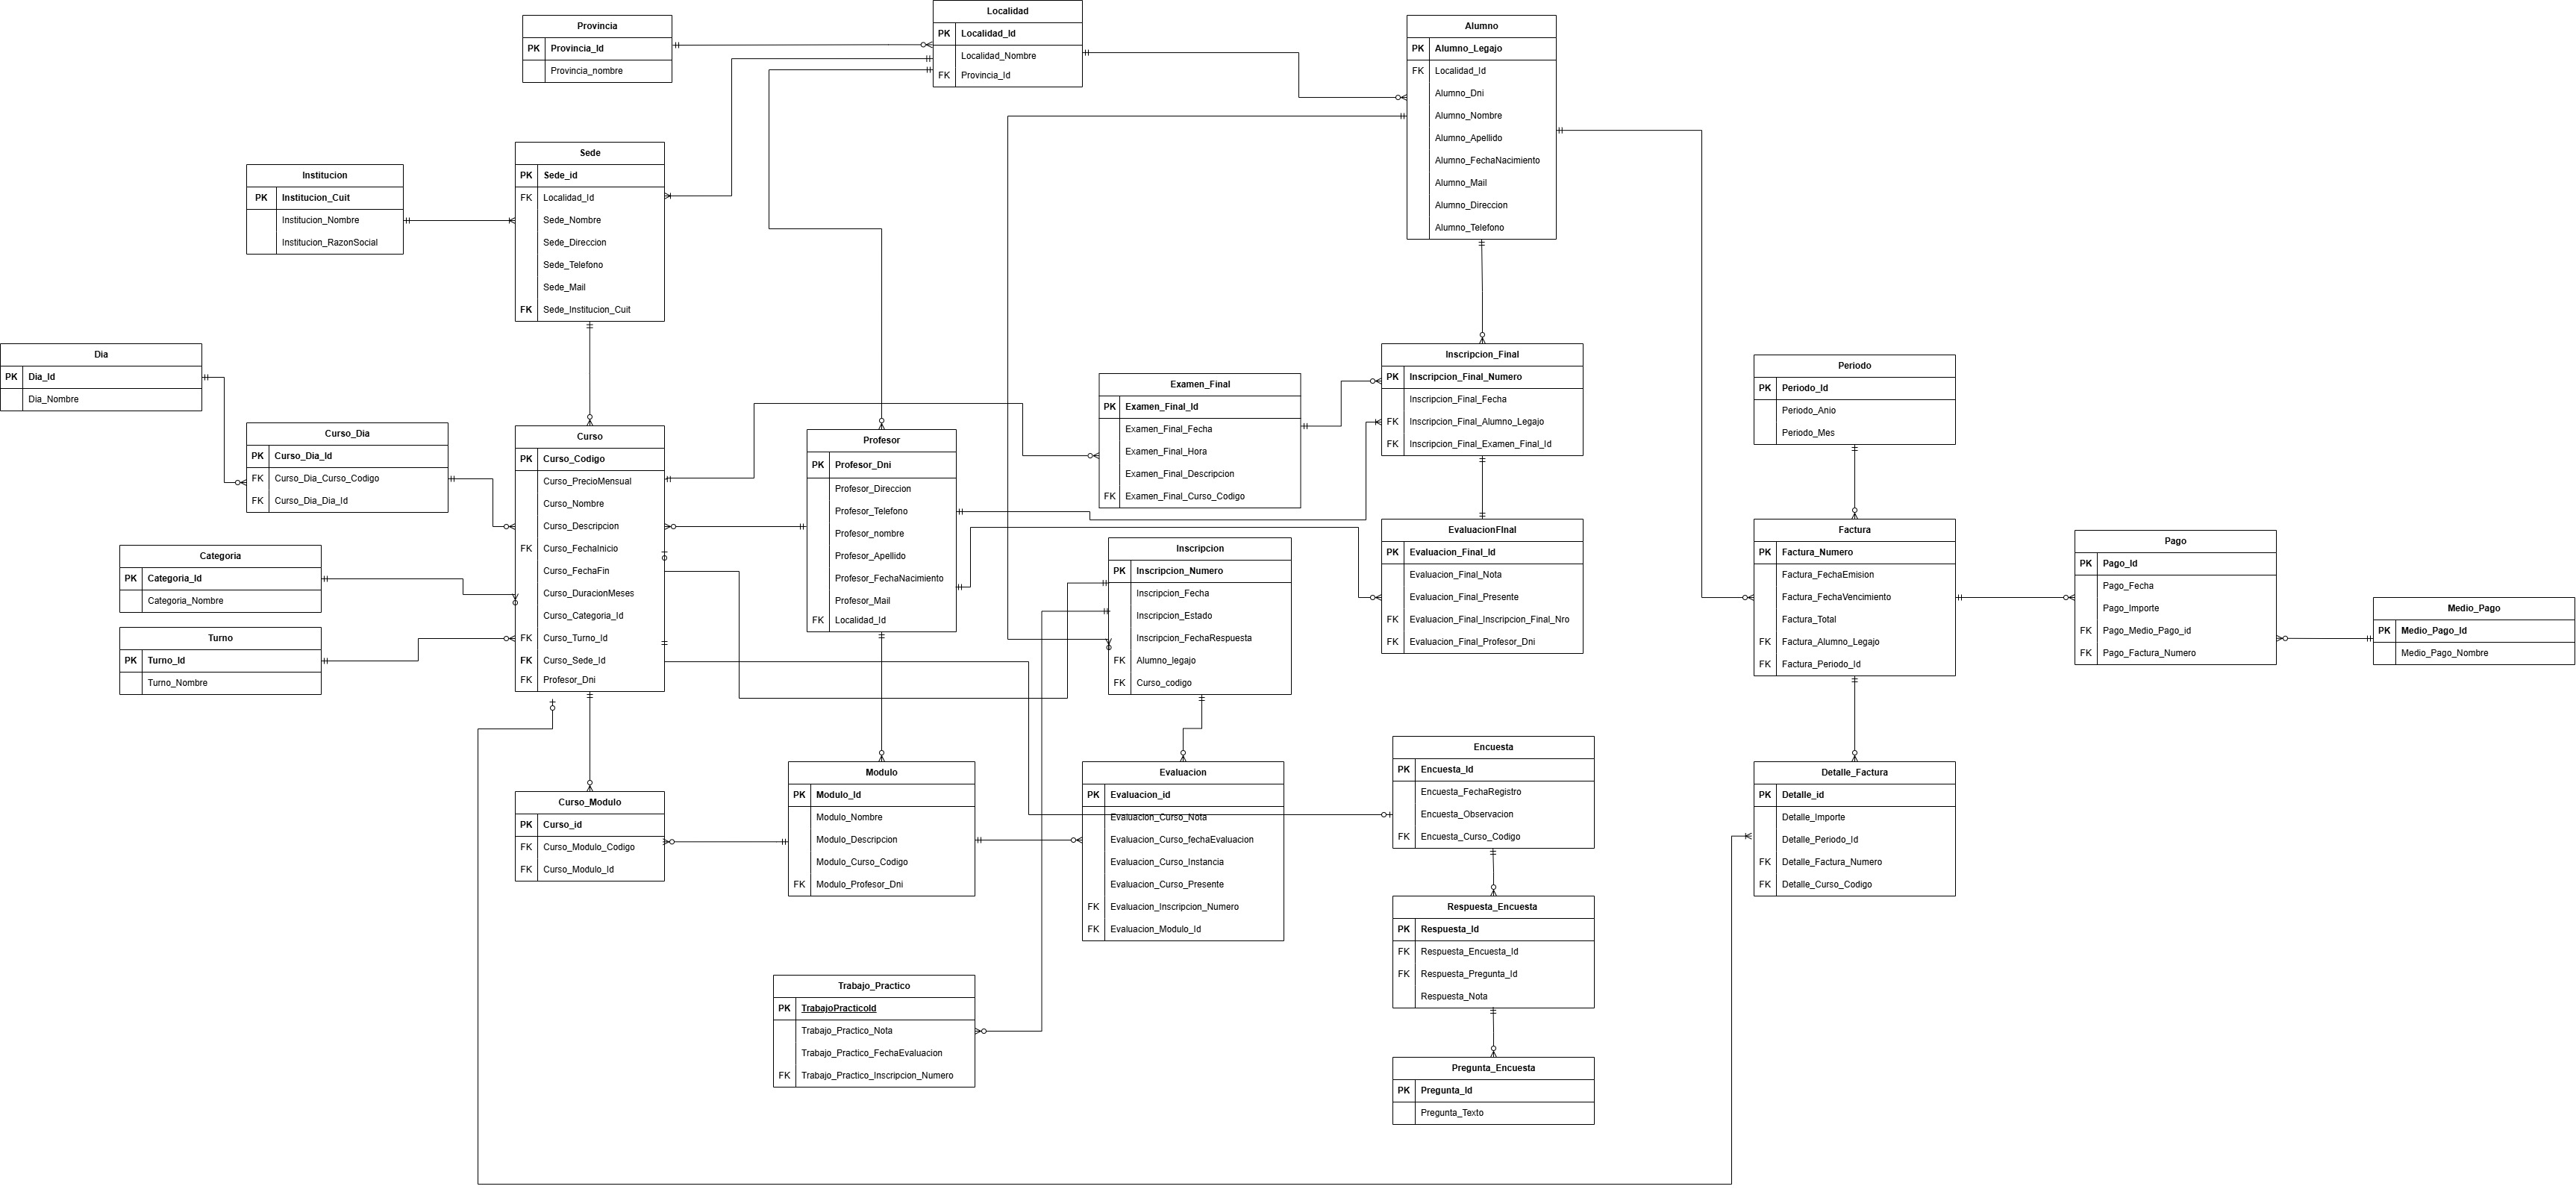 Provincia
PK Provincia_Id
Provincia_nombre
Localidad
PK Localidad_Id
Localidad_Nombre
FK Provincia_Id
Alumno
PK Alumno_Legajo
FK Localidad_Id
Alumno_Dni
Alumno_Nombre
Alumno_Apellido
Alumno_FechaNacimiento
Alumno_Mail
Alumno_Direccion
Alumno_Telefono
Institucion
PK Institucion_Cuit
Institucion_Nombre
Institucion_RazonSocial
Sede
PK Sede_id
FK Localidad_Id
Sede_Nombre
Sede_Direccion
Sede_Telefono
Sede_Mail
FK Sede_Institucion_Cuit
Dia
PK Dia_Id
Dia_Nombre
Curso_Dia
PK Curso_Dia_Id
FK Curso_Dia_Curso_Codigo
FK Curso_Dia_Dia_Id
Categoria
PK Categoria_Id
Categoria_Nombre
Turno
PK Turno_Id
Turno_Nombre
Curso
PK Curso_Codigo
Curso_PrecioMensual
Curso_Nombre
Curso_Descripcion
FK Curso_FechaInicio
Curso_FechaFin
Curso_DuracionMeses
Curso_Categoria_Id
FK Curso_Turno_Id
FK Curso_Sede_Id
FK Profesor_Dni
Profesor
PK Profesor_Dni
Profesor_Direccion
Profesor_Telefono
Profesor_nombre
Profesor_Apellido
Profesor_FechaNacimiento
Profesor_Mail
FK Localidad_Id
Examen_Final
PK Examen_Final_Id
Examen_Final_Fecha
Examen_Final_Hora
Examen_Final_Descripcion
FK Examen_Final_Curso_Codigo
Inscripcion_Final
PK Inscripcion_Final_Numero
Inscripcion_Final_Fecha
FK Inscripcion_Final_Alumno_Legajo
FK Inscripcion_Final_Examen_Final_Id
EvaluacionFInal
PK Evaluacion_Final_Id
Evaluacion_Final_Nota
Evaluacion_Final_Presente
FK Evaluacion_Final_Inscripcion_Final_Nro
FK Evaluacion_Final_Profesor_Dni
Inscripcion
PK Inscripcion_Numero
Inscripcion_Fecha
Inscripcion_Estado
Inscripcion_FechaRespuesta
FK Alumno_legajo
FK Curso_codigo
Periodo
PK Periodo_Id
Periodo_Anio
Periodo_Mes
Factura
PK Factura_Numero
Factura_FechaEmision
Factura_FechaVencimiento
Factura_Total
FK Factura_Alumno_Legajo
FK Factura_Periodo_Id
Pago
PK Pago_Id
Pago_Fecha
Pago_Importe
FK Pago_Medio_Pago_id
FK Pago_Factura_Numero
Medio_Pago
PK Medio_Pago_Id
Medio_Pago_Nombre
Curso_Modulo
PK Curso_id
FK Curso_Modulo_Codigo
FK Curso_Modulo_Id
Modulo
PK Modulo_Id
Modulo_Nombre
Modulo_Descripcion
Modulo_Curso_Codigo
FK Modulo_Profesor_Dni
Evaluacion
PK Evaluacion_id
Evaluacion_Curso_Nota
Evaluacion_Curso_fechaEvaluacion
Evaluacion_Curso_Instancia
Evaluacion_Curso_Presente
FK Evaluacion_Inscripcion_Numero
FK Evaluacion_Modulo_Id
Encuesta
PK Encuesta_Id
Encuesta_FechaRegistro
Encuesta_Observacion
FK Encuesta_Curso_Codigo
Detalle_Factura
PK Detalle_id
Detalle_Importe
Detalle_Periodo_Id
FK Detalle_Factura_Numero
FK Detalle_Curso_Codigo
Respuesta_Encuesta
PK Respuesta_Id
FK Respuesta_Encuesta_Id
FK Respuesta_Pregunta_Id
Respuesta_Nota
Trabajo_Practico
PK TrabajoPracticoId
Trabajo_Practico_Nota
Trabajo_Practico_FechaEvaluacion
FK Trabajo_Practico_Inscripcion_Numero
Pregunta_Encuesta
PK Pregunta_Id
Pregunta_Texto